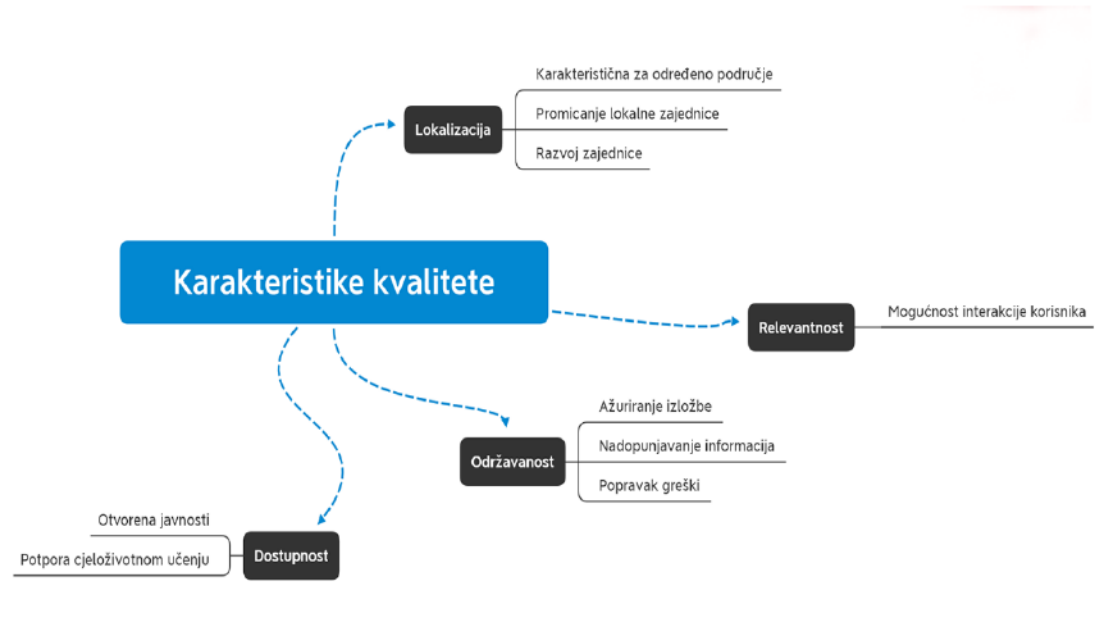 Karakteristike kvalitete
Lokalizacija
Karakteristična za određeno područje
Promicanje lokalne zajednice
Razvoj zajednice
Relevantnost
Mogućnost interakcije korisnika
Održavanost
Ažuriranje izložbe
Nadopunjavanje informacija
Popravak greški
Dostupnost
Otvorena javnosti
Potpora cjeloživotnom učenju